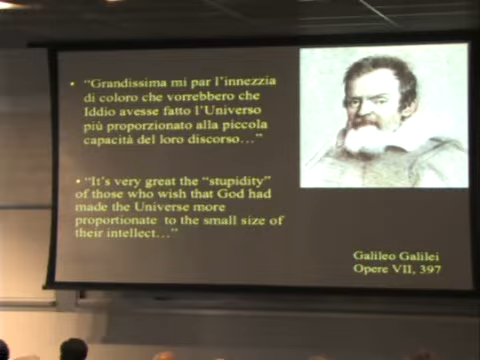 • “Grandissima mi par l'innezzia
di coloro che vorrebbero che
Iddio avesse fatto l'Universo
più proporzionato alla piccola
capacità del loro discorso…”
• “It's very great the “stupidity”
of those who wish that God had
made the Universe more
proportionate to the small size of
their intellect…”
Galileo Galilei
Opere VII, 397